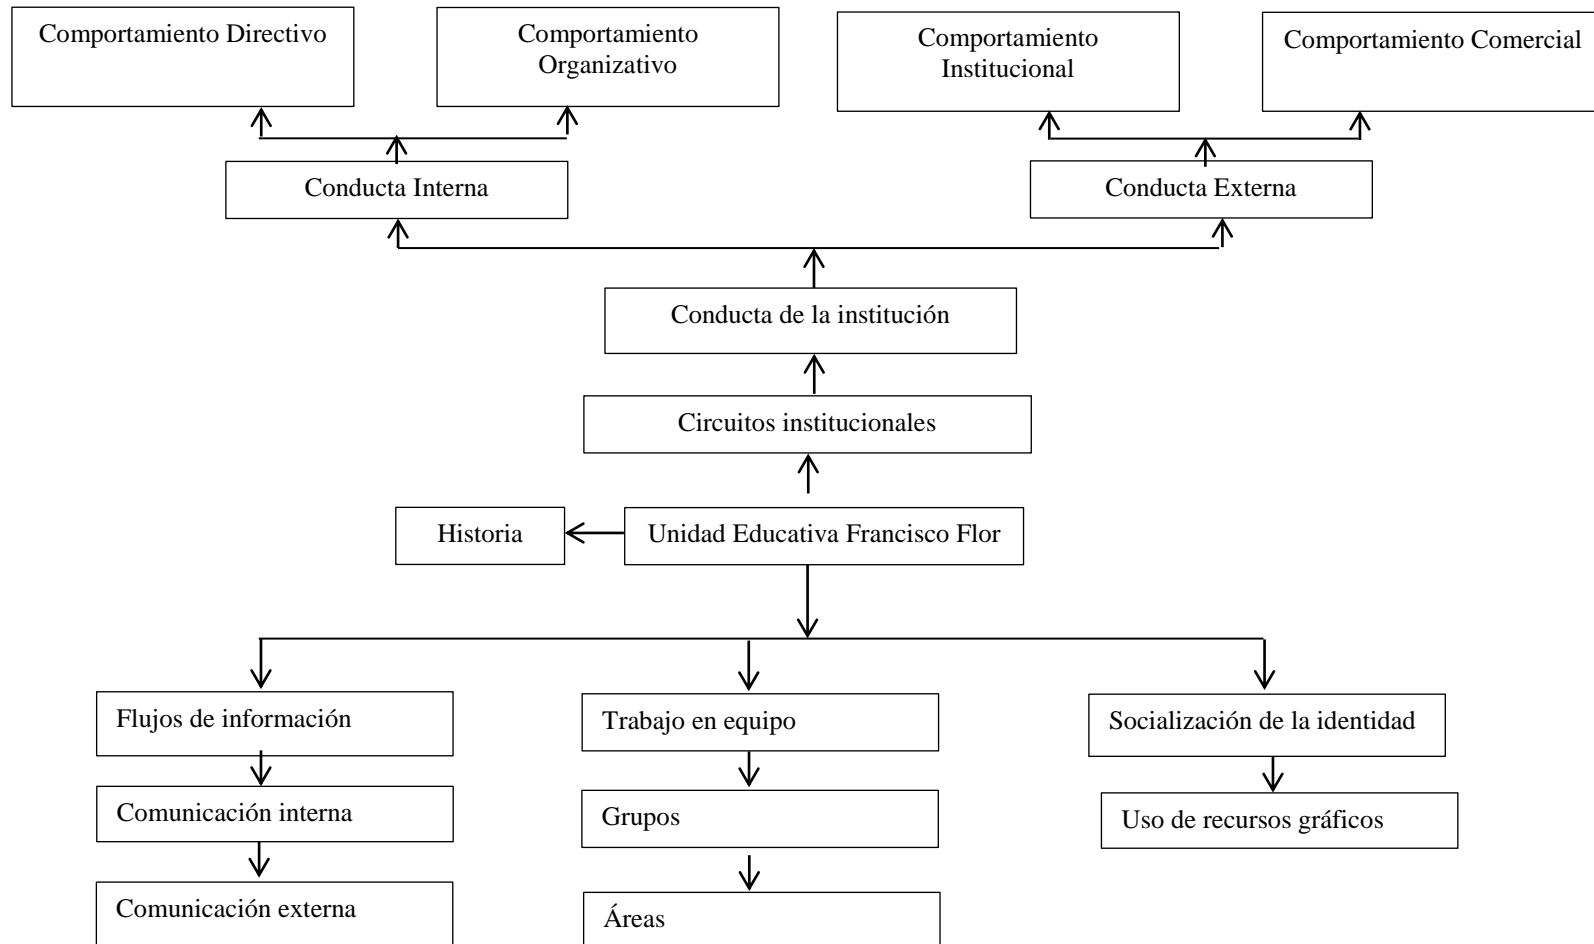 Comportamiento Directivo
Comportamiento
Organizativo
Comportamiento
Institucional
Comportamiento Comercial
Conducta Interna
Conducta Externa
Conducta de la institución
Circuitos institucionales
Historia
Unidad Educativa Francisco Flor
Flujos de información
Trabajo en equipo
Socialización de la identidad
Comunicación interna
Grupos
Uso de recursos gráficos
Comunicación externa
Áreas